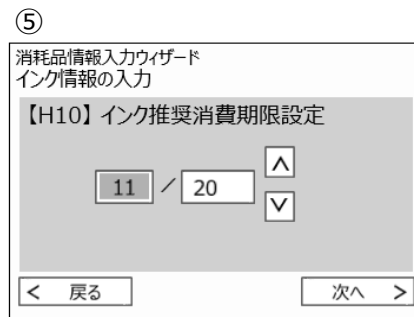 ⑤
消耗品情報入力ウィザード
インク情報の入力
【H10】インク推奨消費期限設定
11 / 20
< 戻る
次へ >